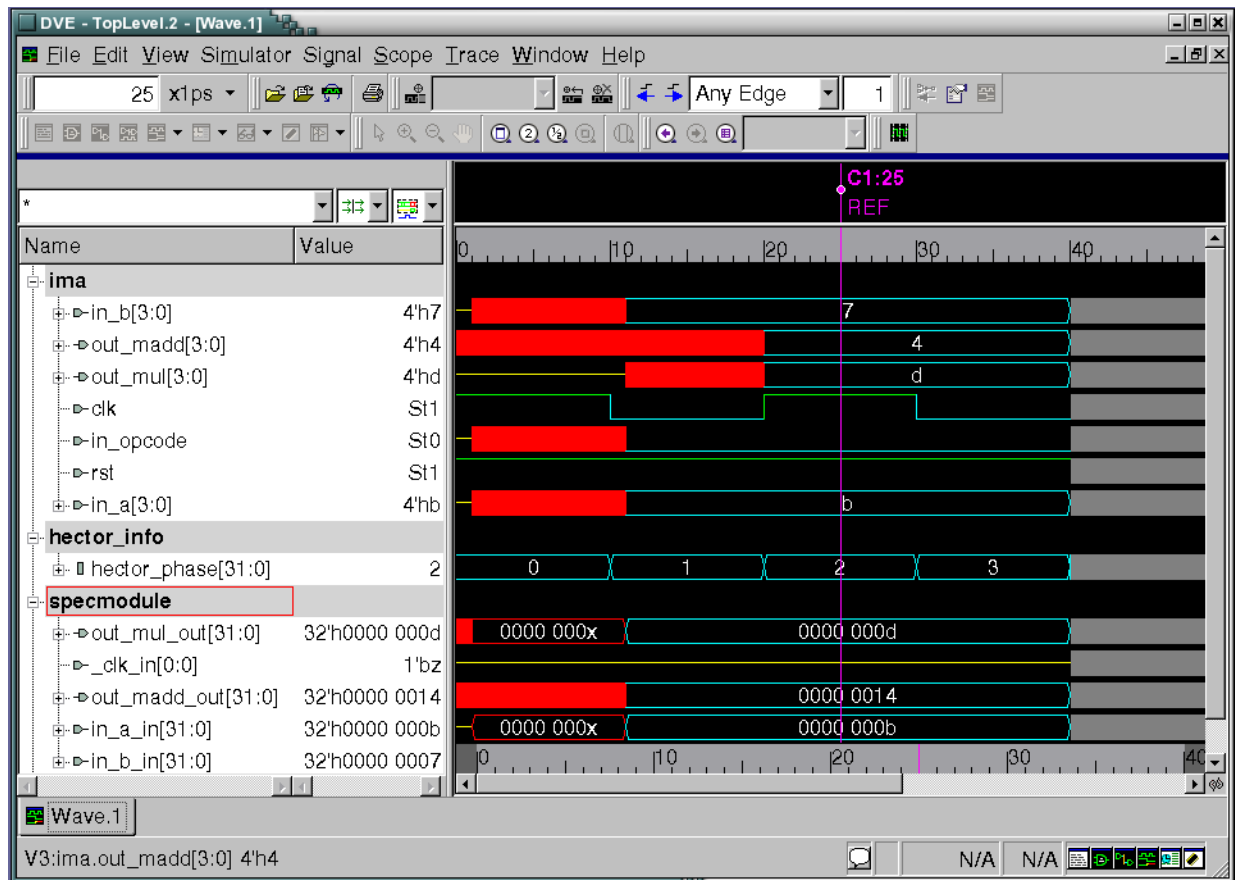 DVE - TopLevel.2 - [Wave.1]
File Edit View Simulator Signal Scope Trace Window Help
25 x1ps Any Edge 1
C1:25
* REF
Name Value 0 10 20 30 40
ima
in_b[3:0] 4'h7 7
out_madd[3:0] 4'h4 4
out_mul[3:0] 4'hd d
clk St1
in_opcode St0
rst St1
in_a[3:0] 4'hb b
hector_info
hector_phase[31:0] 2 0 1 2 3
specmodule
out_mul_out[31:0] 32'h0000 000d 0000 000x 0000 000d
_clk_in[0:0] 1'bz
out_madd_out[31:0] 32'h0000 0014 0000 0014
in_a_in[31:0] 32'h0000 000b 0000 000x 0000 000b
in_b_in[31:0] 32'h0000 0007 0 10 20 30 40
Wave.1
V3:ima.out_madd[3:0] 4'h4 N/A N/A